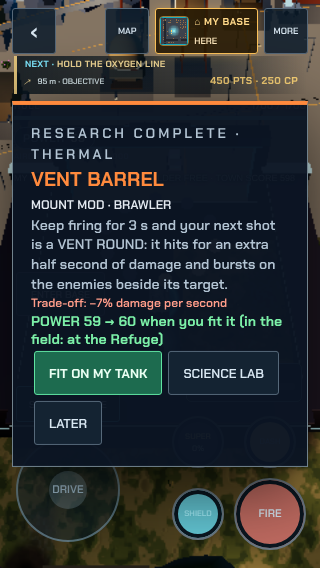 ‹
MAP
⌂ MY BASE
HERE
MORE
NEXT · HOLD THE OXYGEN LINE
↗ 95 m · OBJECTIVE
450 PTS · 250 CP
RESEARCH COMPLETE ·
THERMAL
VENT BARREL
MOUNT MOD · BRAWLER
Keep firing for 3 s and your next shot
is a VENT ROUND: it hits for an extra
half second of damage and bursts on
the enemies beside its target.
Trade-off: −7% damage per second
POWER 59 → 60 when you fit it (in the
field: at the Refuge)
FIT ON MY TANK
SCIENCE LAB
LATER
DRIVE
SHIELD
FIRE